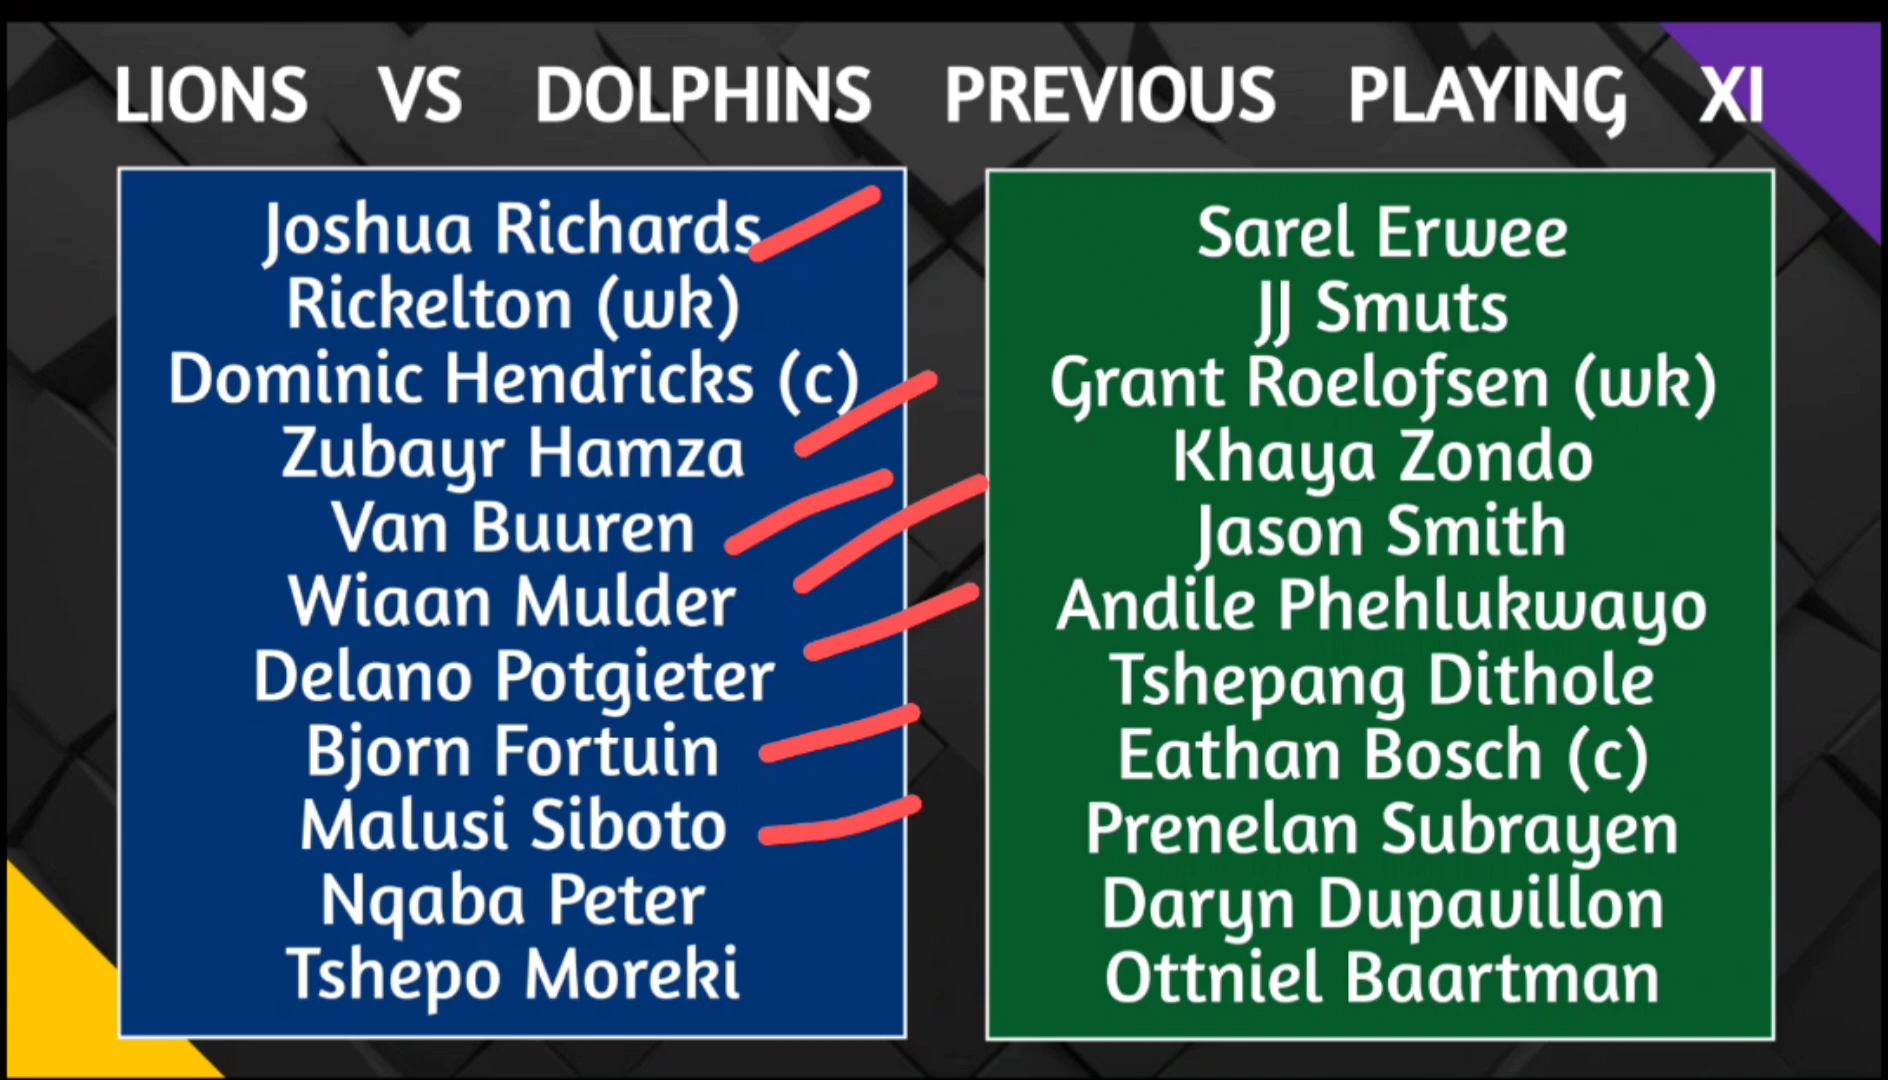 LIONS VS DOLPHINS PREVIOUS PLAYING XI
Joshua Richards
Rickelton (wk)
Dominic Hendricks (c)
Zubayr Hamza
Van Buuren
Wiaan Mulder
Delano Potgieter
Bjorn Fortuin
Malusi Siboto
Nqaba Peter
Tshepo Moreki
Sarel Erwee
JJ Smuts
Grant Roelofsen (wk)
Khaya Zondo
Jason Smith
Andile Phehlukwayo
Tshepang Dithole
Eathan Bosch (c)
Prenelan Subrayen
Daryn Dupavillon
Ottniel Baartman